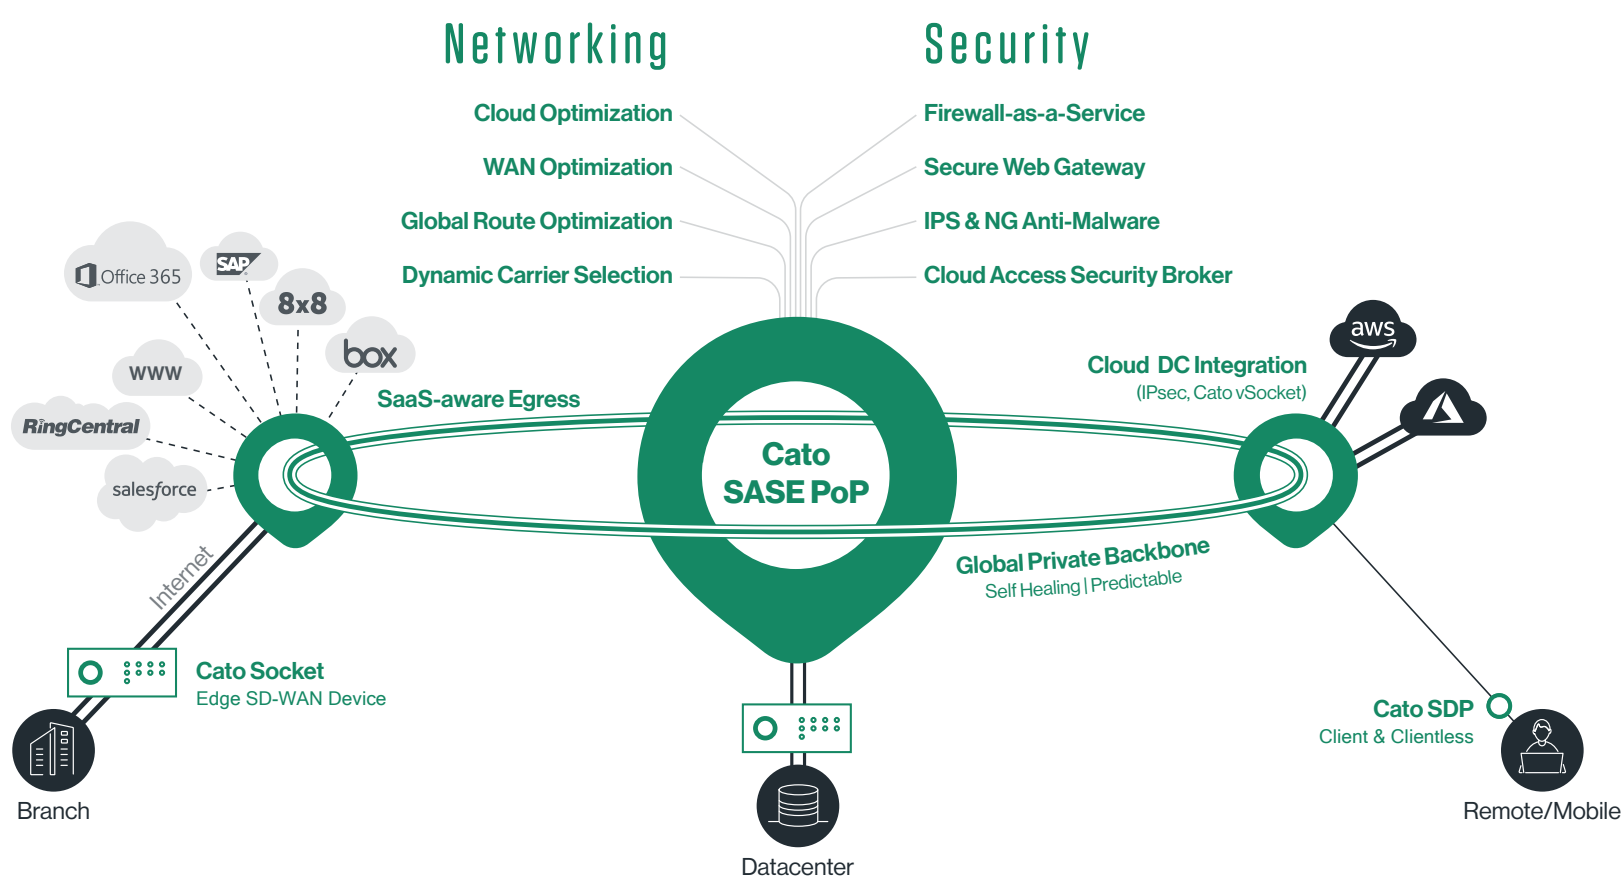 Networking
Security
Cloud Optimization
WAN Optimization
Global Route Optimization
Dynamic Carrier Selection
Firewall-as-a-Service
Secure Web Gateway
IPS & NG Anti-Malware
Cloud Access Security Broker
Office 365
SAP
8x8
box
WWW
RingCentral
salesforce
SaaS-aware Egress
Cato
SASE PoP
Cloud DC Integration
(IPsec, Cato vSocket)
aws
Global Private Backbone
Self Healing | Predictable
Internet
Cato Socket
Edge SD-WAN Device
Branch
Datacenter
Cato SDP
Client & Clientless
Remote/Mobile